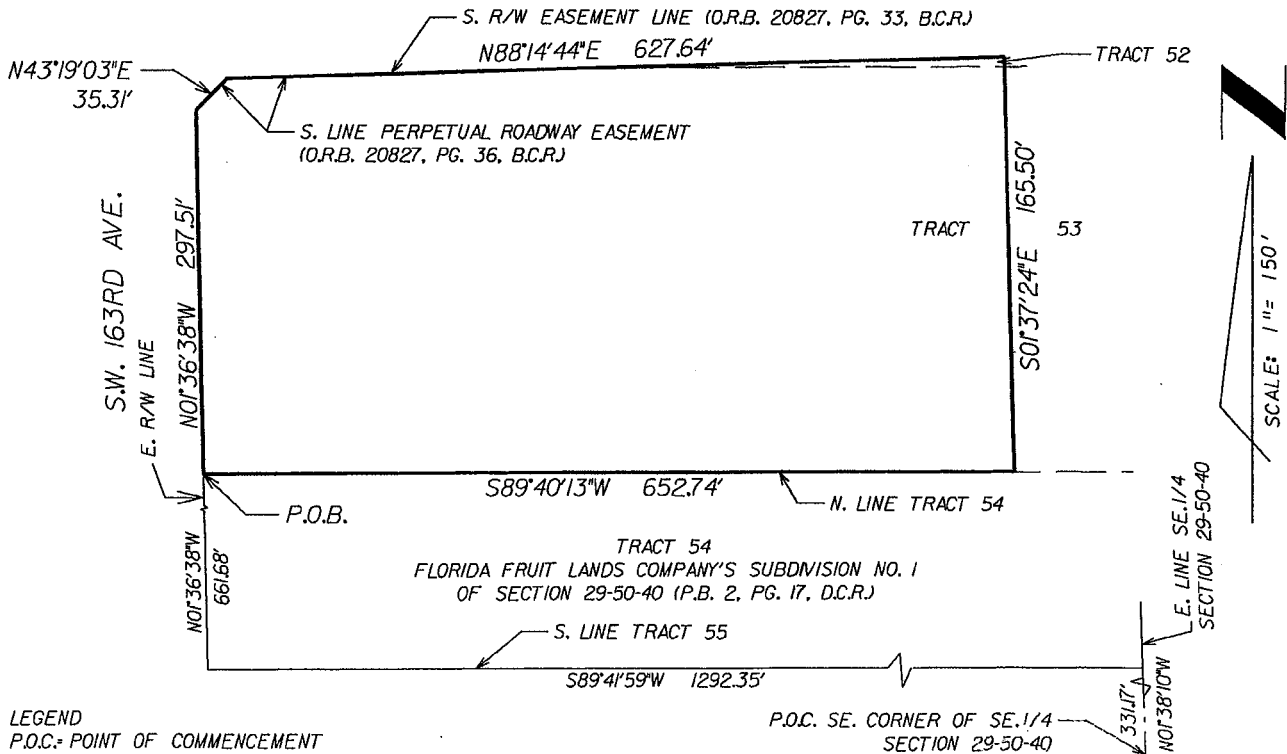 S. R/W EASEMENT LINE (O.R.B. 20827, PG. 33, B.C.R.)
N88°14'44"E 627.64'
N43°19'03"E
35.31'
TRACT 52
S. LINE PERPETUAL ROADWAY EASEMENT
(O.R.B. 20827, PG. 36, B.C.R.)
S.W. 163RD AVE.
E. R/W LINE
N01°36'38"W 297.51'
TRACT 53
S01°37'24"E 165.50'
SCALE: 1"= 150'
S89°40'13"W 652.74'
N. LINE TRACT 54
P.O.B.
N01°36'38"W
661.68'
TRACT 54
FLORIDA FRUIT LANDS COMPANY'S SUBDIVISION NO. 1
OF SECTION 29-50-40 (P.B. 2, PG. 17, D.C.R.)
E. LINE SE.1/4
SECTION 29-50-40
S. LINE TRACT 55
S89°41'59"W 1292.35'
331.17'
N01°38'10"W
LEGEND
P.O.C.= POINT OF COMMENCEMENT
P.O.C. SE. CORNER OF SE.1/4
SECTION 29-50-40